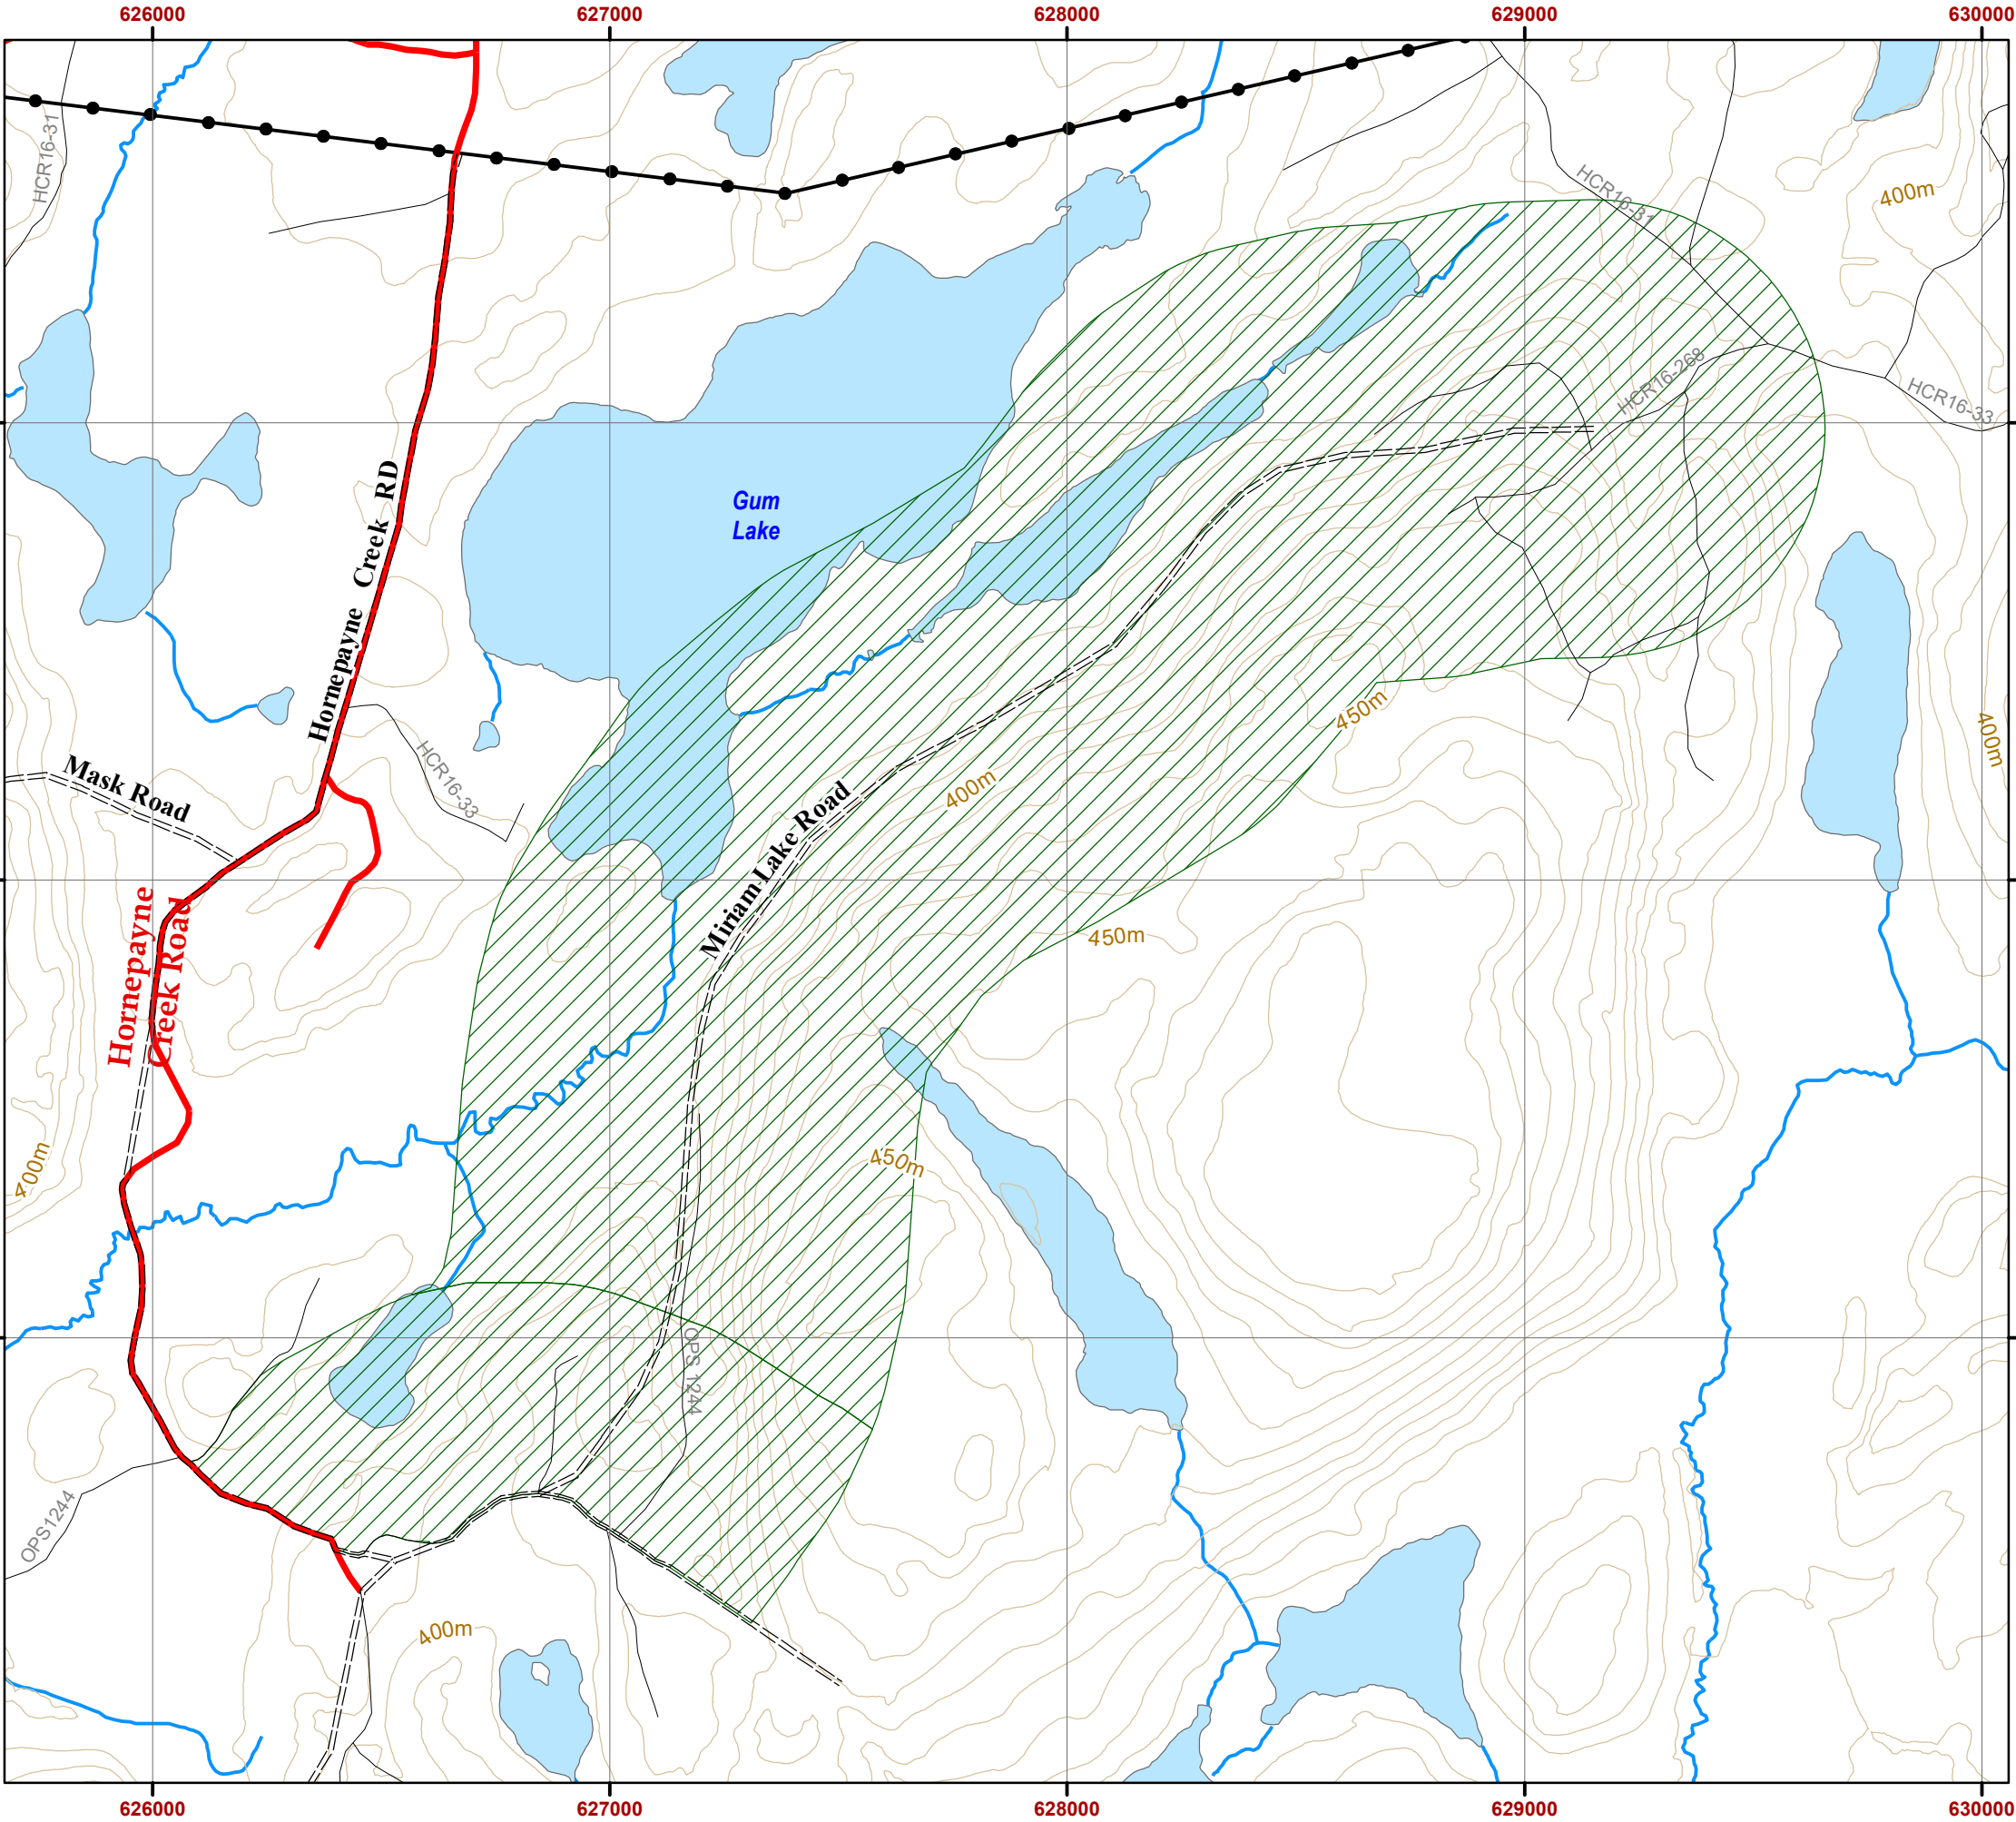 626000 627000 628000 629000 630000
HCR16-31
HCR16-31
400m
HCR16-268
HCR16-33
Gum
Lake
Hornepayne Creek RD
450m
400m
HCR16-33
Mask Road
400m
Miriam Lake Road
Hornepayne
Creek Road
450m
450m
400m
OPS 1244
OPS1244
400m
626000 627000 628000 629000 630000